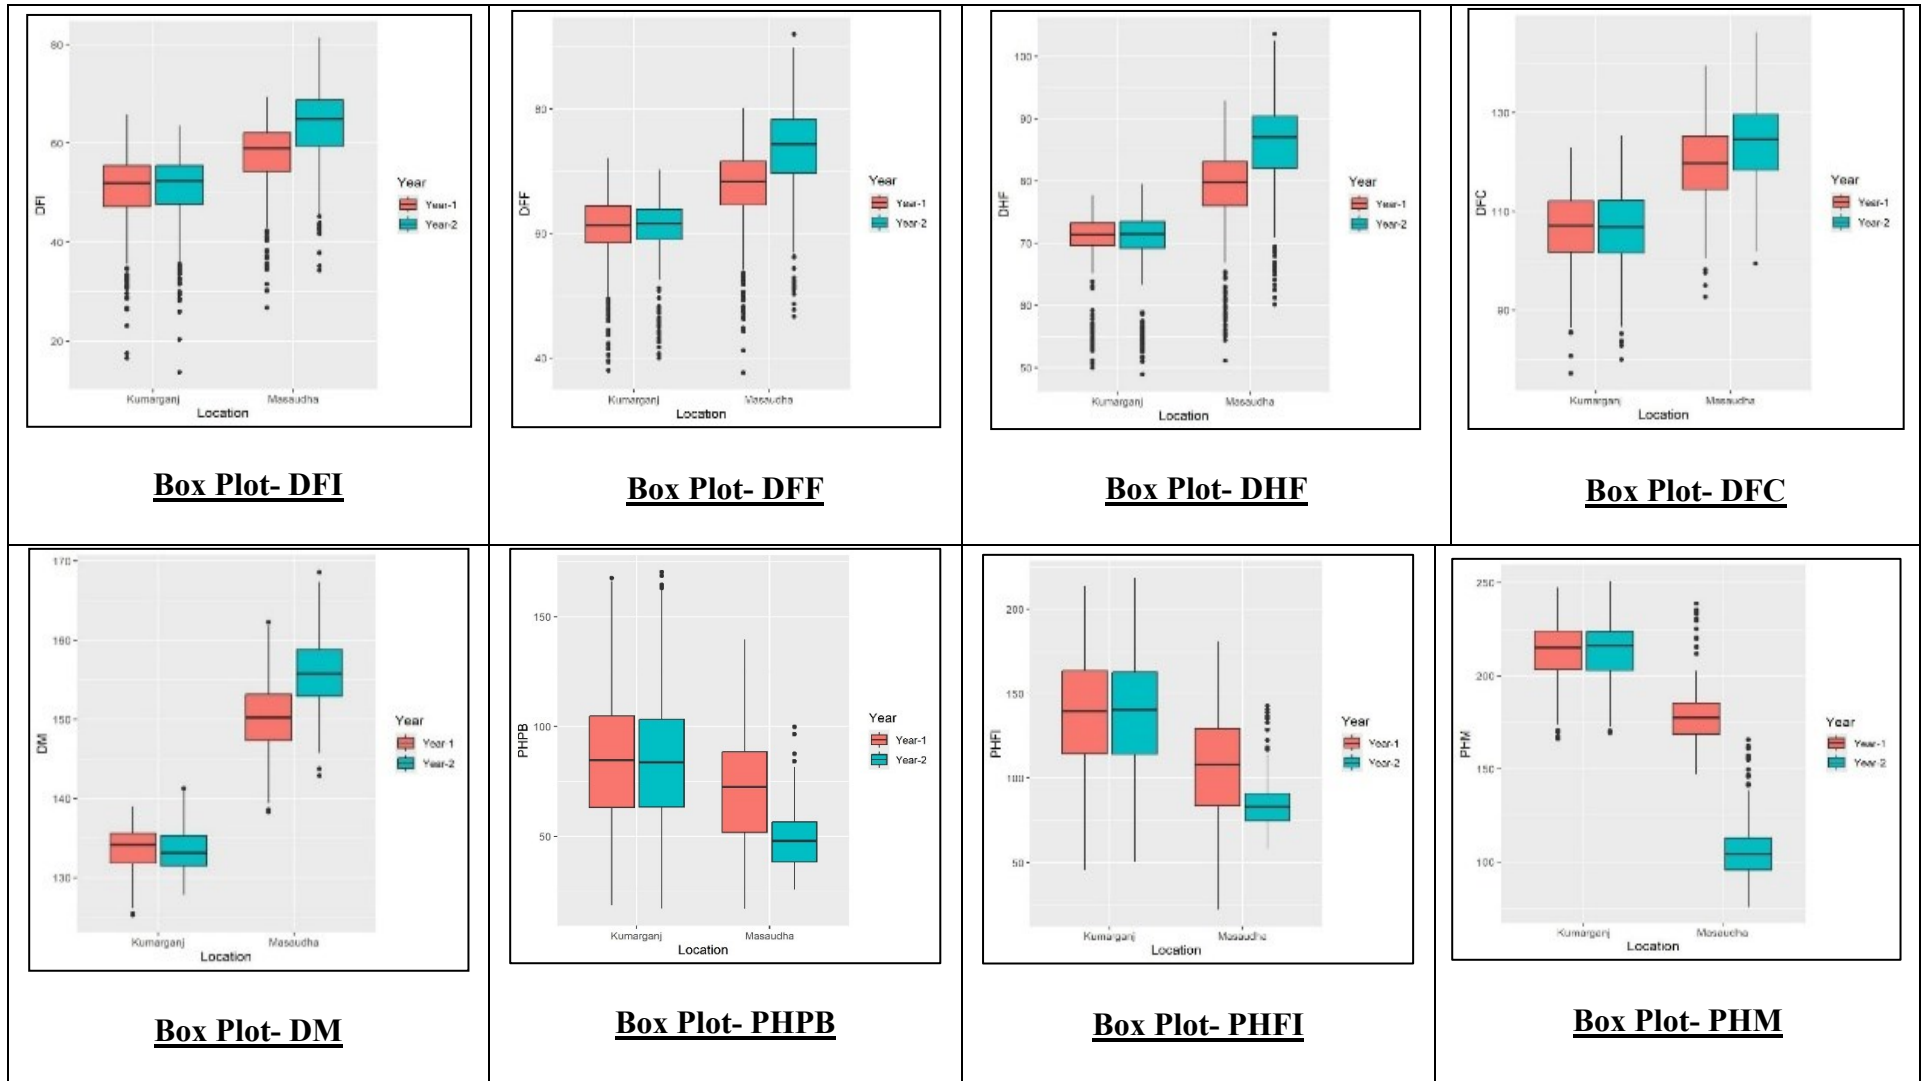 80
60
40
20
DFI
Kumarganj
Masaudha
Location
Year
Year-1
Year-2
Box Plot- DFI
80
60
40
DFF
Kumarganj
Masaudha
Location
Year
Year-1
Year-2
Box Plot- DFF
100
90
80
70
60
50
DHF
Kumarganj
Masaudha
Location
Year
Year-1
Year-2
Box Plot- DHF
130
110
90
DFC
Kumarganj
Masaudha
Location
Year
Year-1
Year-2
Box Plot- DFC
170
160
150
140
130
DM
Kumarganj
Masaudha
Location
Year
Year-1
Year-2
Box Plot- DM
150
100
50
PHPB
Kumarganj
Masaudha
Location
Year
Year-1
Year-2
Box Plot- PHPB
200
150
100
50
PHFI
Kumarganj
Masaudha
Location
Year
Year-1
Year-2
Box Plot- PHFI
250
200
150
100
PHM
Kumarganj
Masaudha
Location
Year
Year-1
Year-2
Box Plot- PHM